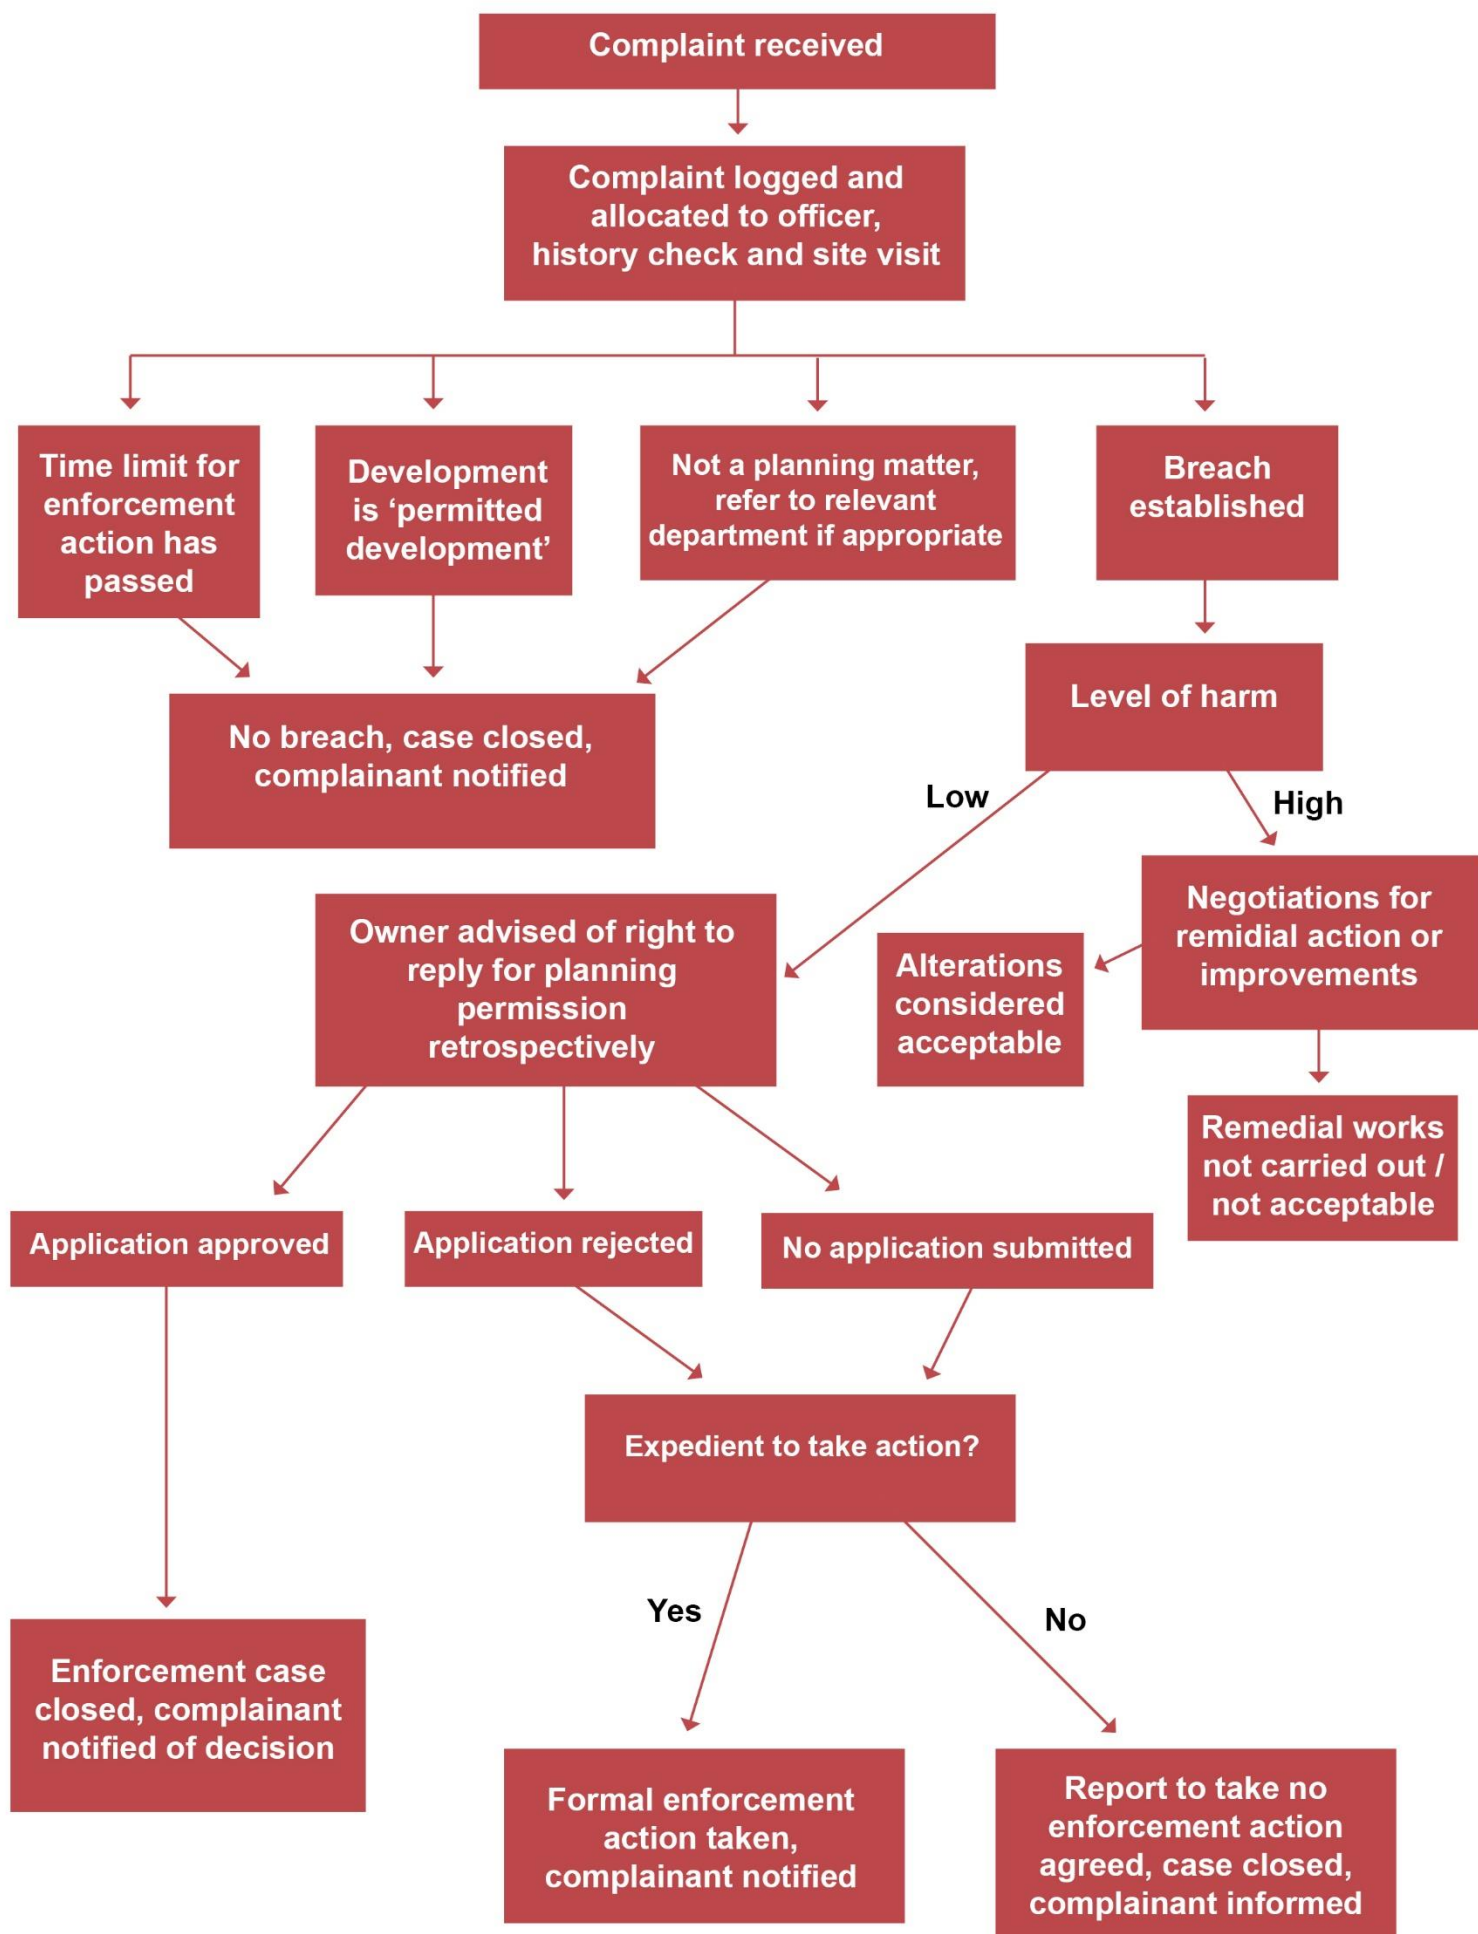 Complaint received
Complaint logged and
allocated to officer,
history check and site visit
Time limit for
enforcement
action has
passed
Development
is ‘permitted
development’
Not a planning matter,
refer to relevant
department if appropriate
Breach
established
No breach, case closed,
complainant notified
Level of harm
Low
High
Owner advised of right to
reply for planning
permission
retrospectively
Alterations
considered
acceptable
Negotiations for
remidial action or
improvements
Remedial works
not carried out /
not acceptable
Application approved
Application rejected
No application submitted
Expedient to take action?
Yes
No
Enforcement case
closed, complainant
notified of decision
Formal enforcement
action taken,
complainant notified
Report to take no
enforcement action
agreed, case closed,
complainant informed